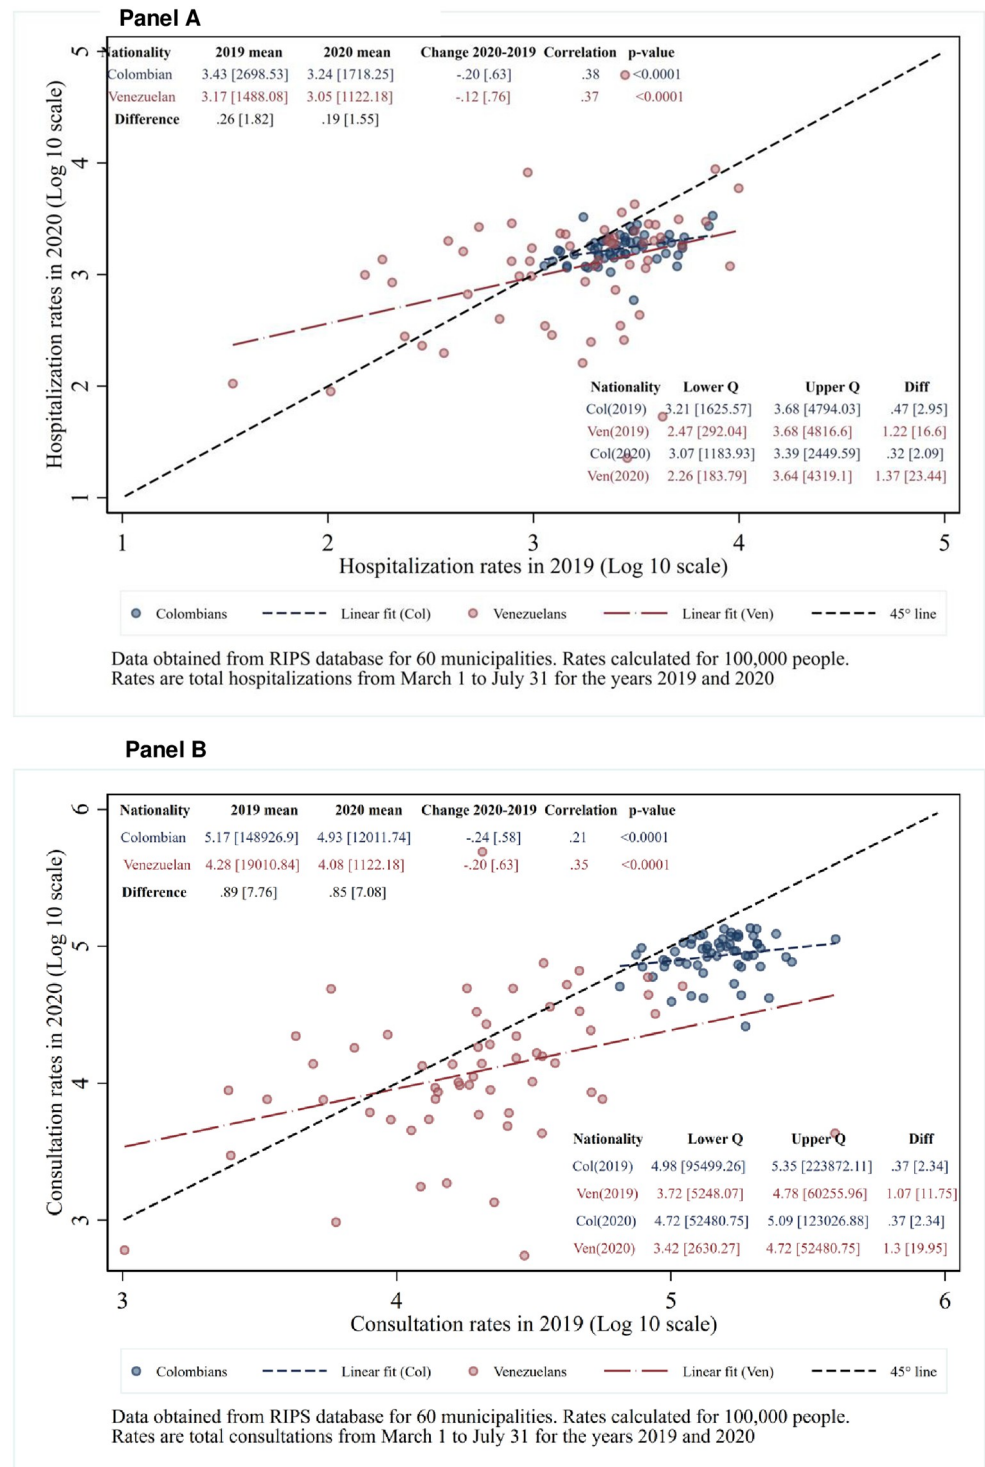 Panel A
Nationality 2019 mean 2020 mean Change 2020-2019 Correlation p-value
Colombian 3.43 [2698.53] 3.24 [1718.25] -.20 [.63] .38 <0.0001
Venezuelan 3.17 [1488.08] 3.05 [1122.18] -.12 [.76] .37 <0.0001
Difference .26 [1.82] .19 [1.55]
Hospitalization rates in 2020 (Log 10 scale)
5
4
3
2
1
Nationality Lower Q Upper Q Diff
Col(2019) 3.21 [1625.57] 3.68 [4794.03] .47 [2.95]
Ven(2019) 2.47 [292.04] 3.68 [4816.6] 1.22 [16.6]
Col(2020) 3.07 [1183.93] 3.39 [2449.59] .32 [2.09]
Ven(2020) 2.26 [183.79] 3.64 [4319.1] 1.37 [23.44]
1 2 3 4 5
Hospitalization rates in 2019 (Log 10 scale)
Colombians Linear fit (Col) Venezuelans Linear fit (Ven) 45° line
Data obtained from RIPS database for 60 municipalities. Rates calculated for 100,000 people.
Rates are total hospitalizations from March 1 to July 31 for the years 2019 and 2020
Panel B
Nationality 2019 mean 2020 mean Change 2020-2019 Correlation p-value
Colombian 5.17 [148926.9] 4.93 [12011.74] -.24 [.58] .21 <0.0001
Venezuelan 4.28 [19010.84] 4.08 [1122.18] -.20 [.63] .35 <0.0001
Difference .89 [7.76] .85 [7.08]
Consultation rates in 2020 (Log 10 scale)
6
5
4
3
Nationality Lower Q Upper Q Diff
Col(2019) 4.98 [95499.26] 5.35 [223872.11] .37 [2.34]
Ven(2019) 3.72 [5248.07] 4.78 [60255.96] 1.07 [11.75]
Col(2020) 4.72 [52480.75] 5.09 [123026.88] .37 [2.34]
Ven(2020) 3.42 [2630.27] 4.72 [52480.75] 1.3 [19.95]
3 4 5 6
Consultation rates in 2019 (Log 10 scale)
Colombians Linear fit (Col) Venezuelans Linear fit (Ven) 45° line
Data obtained from RIPS database for 60 municipalities. Rates calculated for 100,000 people.
Rates are total consultations from March 1 to July 31 for the years 2019 and 2020